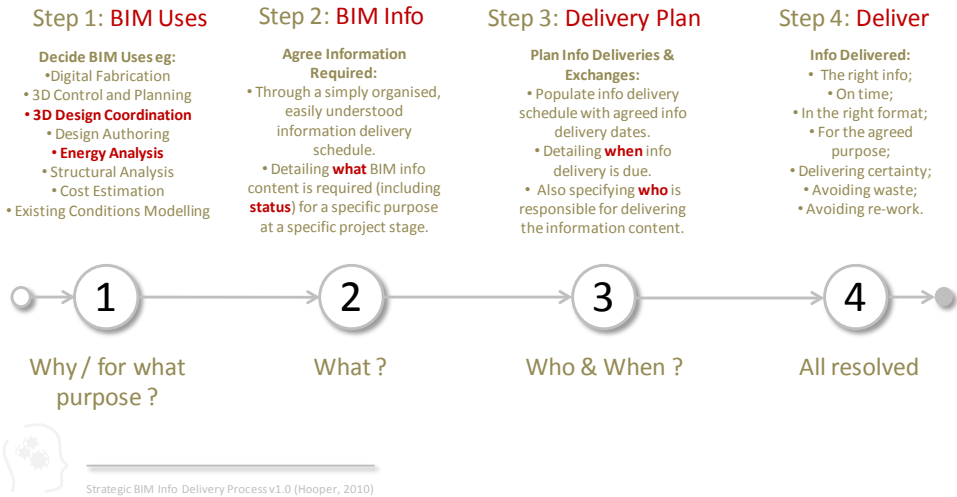 Step 1: BIM Uses
Decide BIM Uses eg:
•Digital Fabrication
• 3D Control and Planning
• 3D Design Coordination
• Design Authoring
• Energy Analysis
• Structural Analysis
• Cost Estimation
• Existing Conditions Modelling
Step 2: BIM Info
Agree Information
Required:
• Through a simply organised,
easily understood
information delivery
schedule.
• Detailing what BIM info
content is required (including
status) for a specific purpose
at a specific project stage.
Step 3: Delivery Plan
Plan Info Deliveries &
Exchanges:
• Populate info delivery
schedule with agreed info
delivery dates.
• Detailing when info
delivery is due.
• Also specifying who is
responsible for delivering
the information content.
Step 4: Deliver
Info Delivered:
• The right info;
• On time;
• In the right format;
• For the agreed
purpose;
• Delivering certainty;
• Avoiding waste;
• Avoiding re-work.
1
2
3
4
Why / for what
purpose ?
What ?
Who & When ?
All resolved
Strategic BIM Info Delivery Process v1.0 (Hooper, 2010)